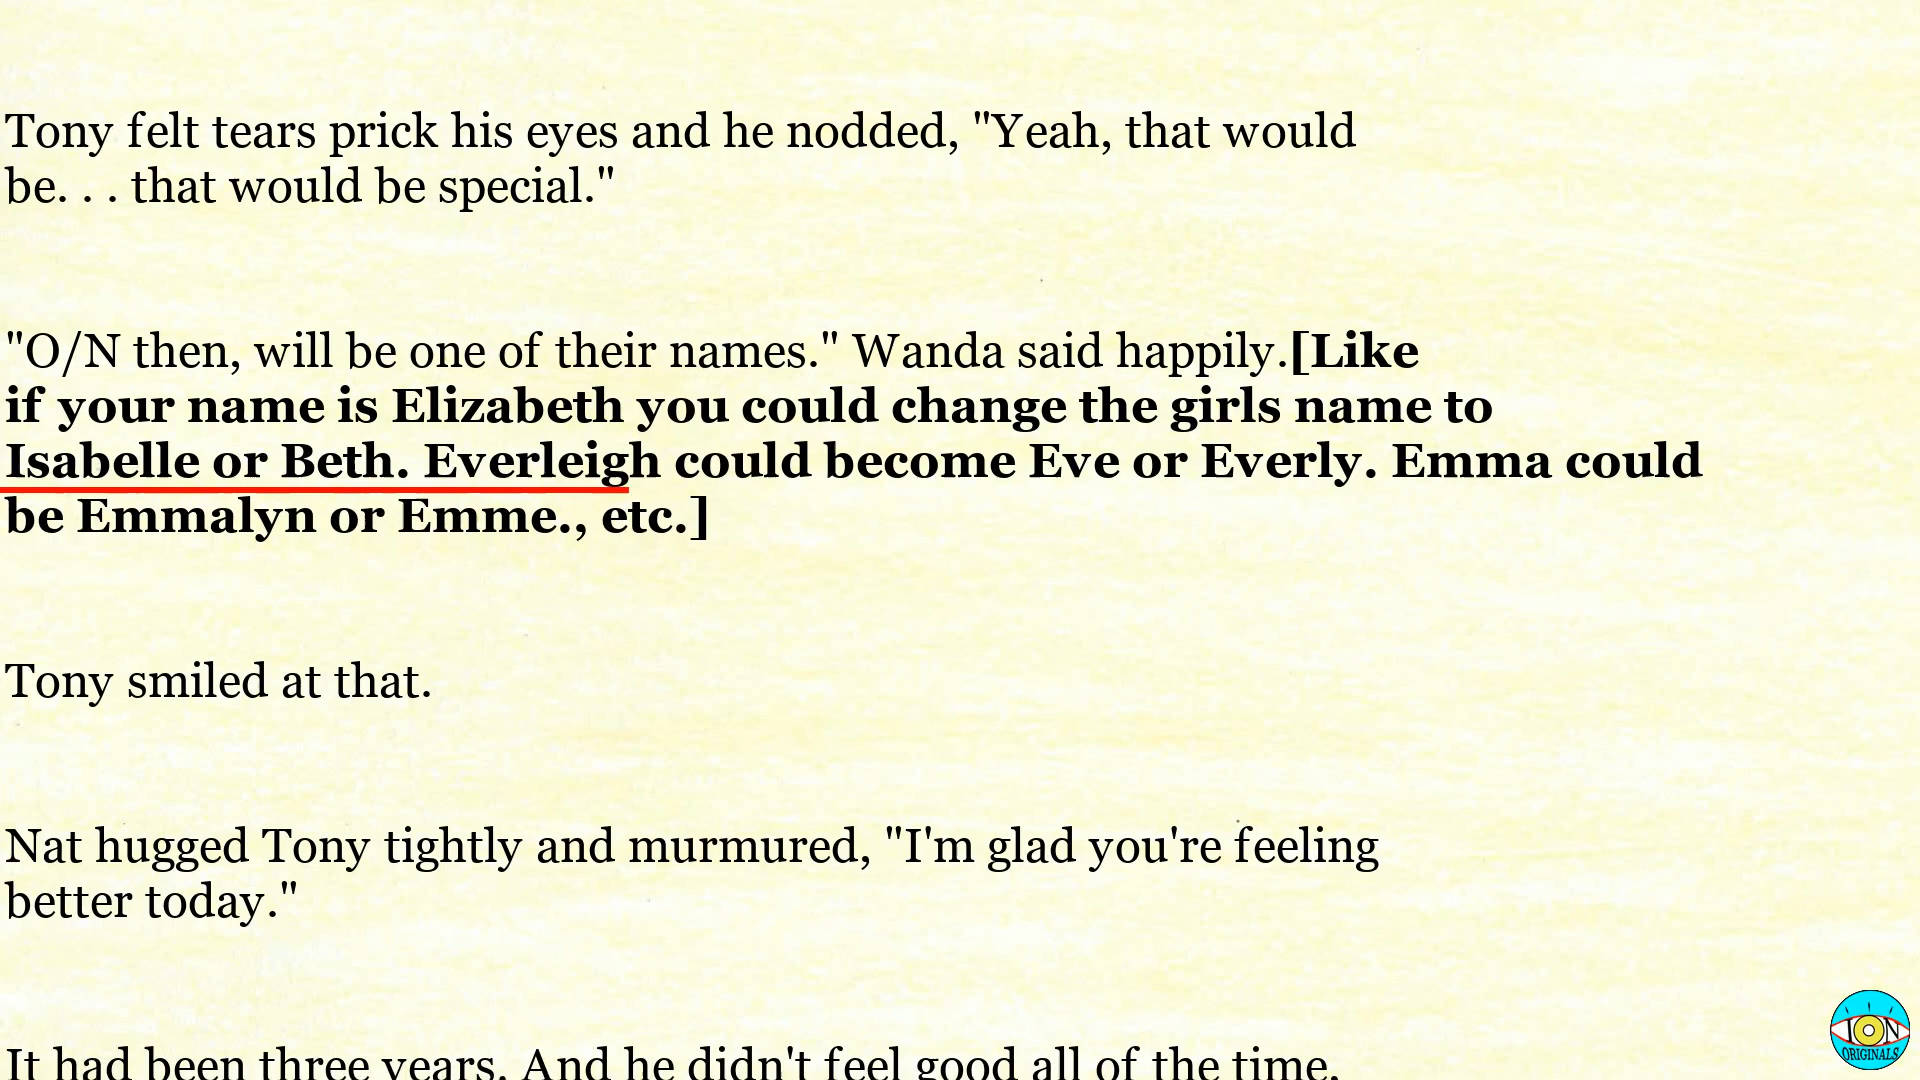 Tony felt tears prick his eyes and he nodded, "Yeah, that would
be. . . that would be special."
"O/N then, will be one of their names." Wanda said happily.[Like
if your name is Elizabeth you could change the girls name to
Isabelle or Beth. Everleigh could become Eve or Everly. Emma could
be Emmalyn or Emme., etc.]
Tony smiled at that.
Nat hugged Tony tightly and murmured, "I'm glad you're feeling
better today."
It had been three years. And he didn't feel good all of the time.
ION
ORIGINALS